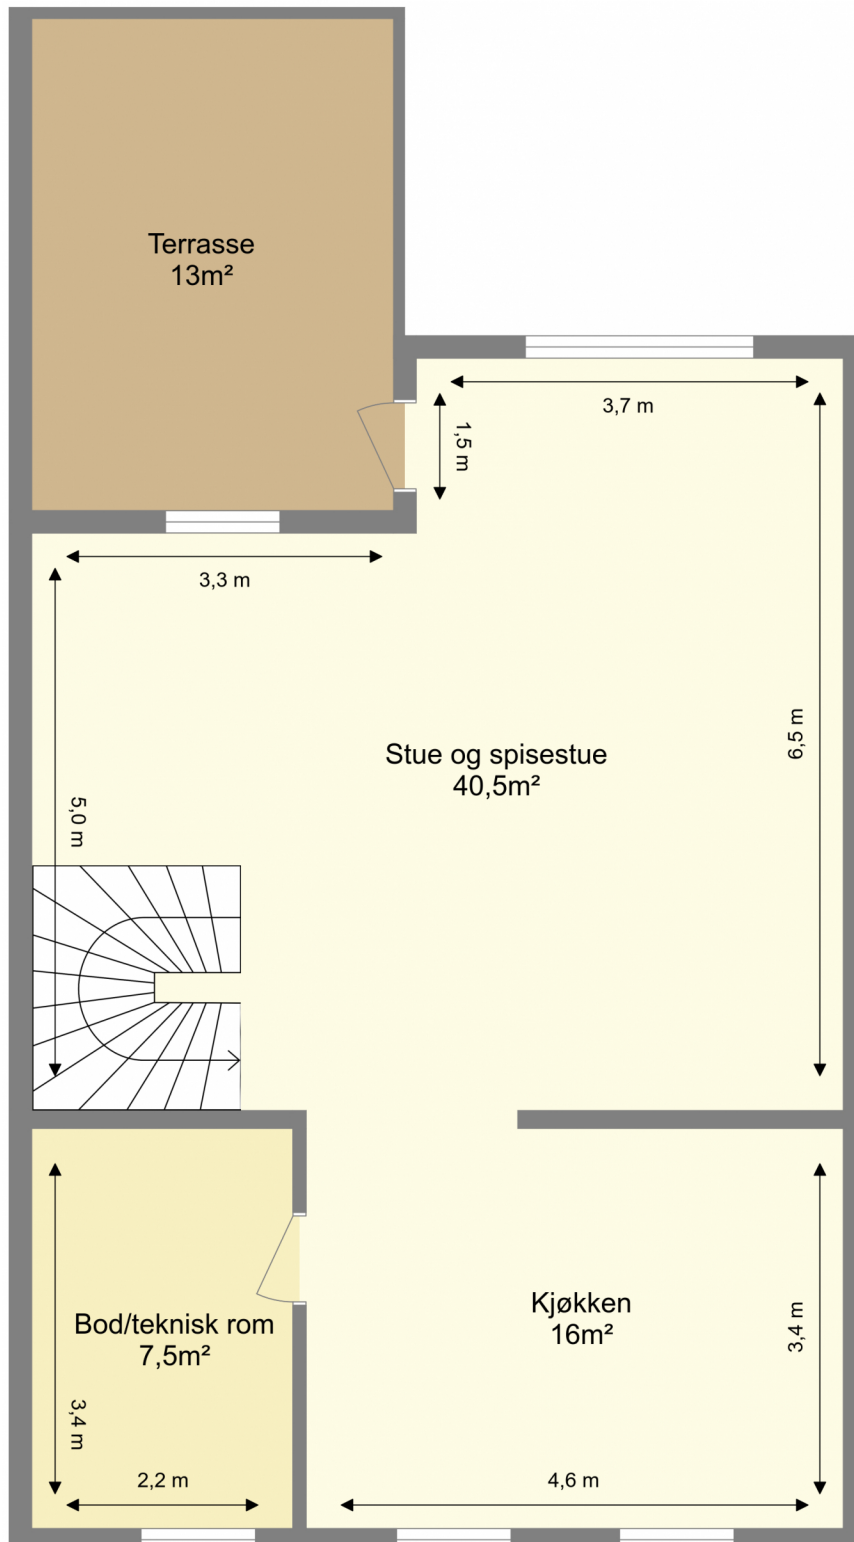 Terrasse
13m²
3,7 m
1,5 m
3,3 m
6,5 m
Stue og spisestue
40,5m²
5,0 m
Kjøkken
16m²
3,4 m
Bod/teknisk rom
7,5m²
3,4 m
2,2 m
4,6 m